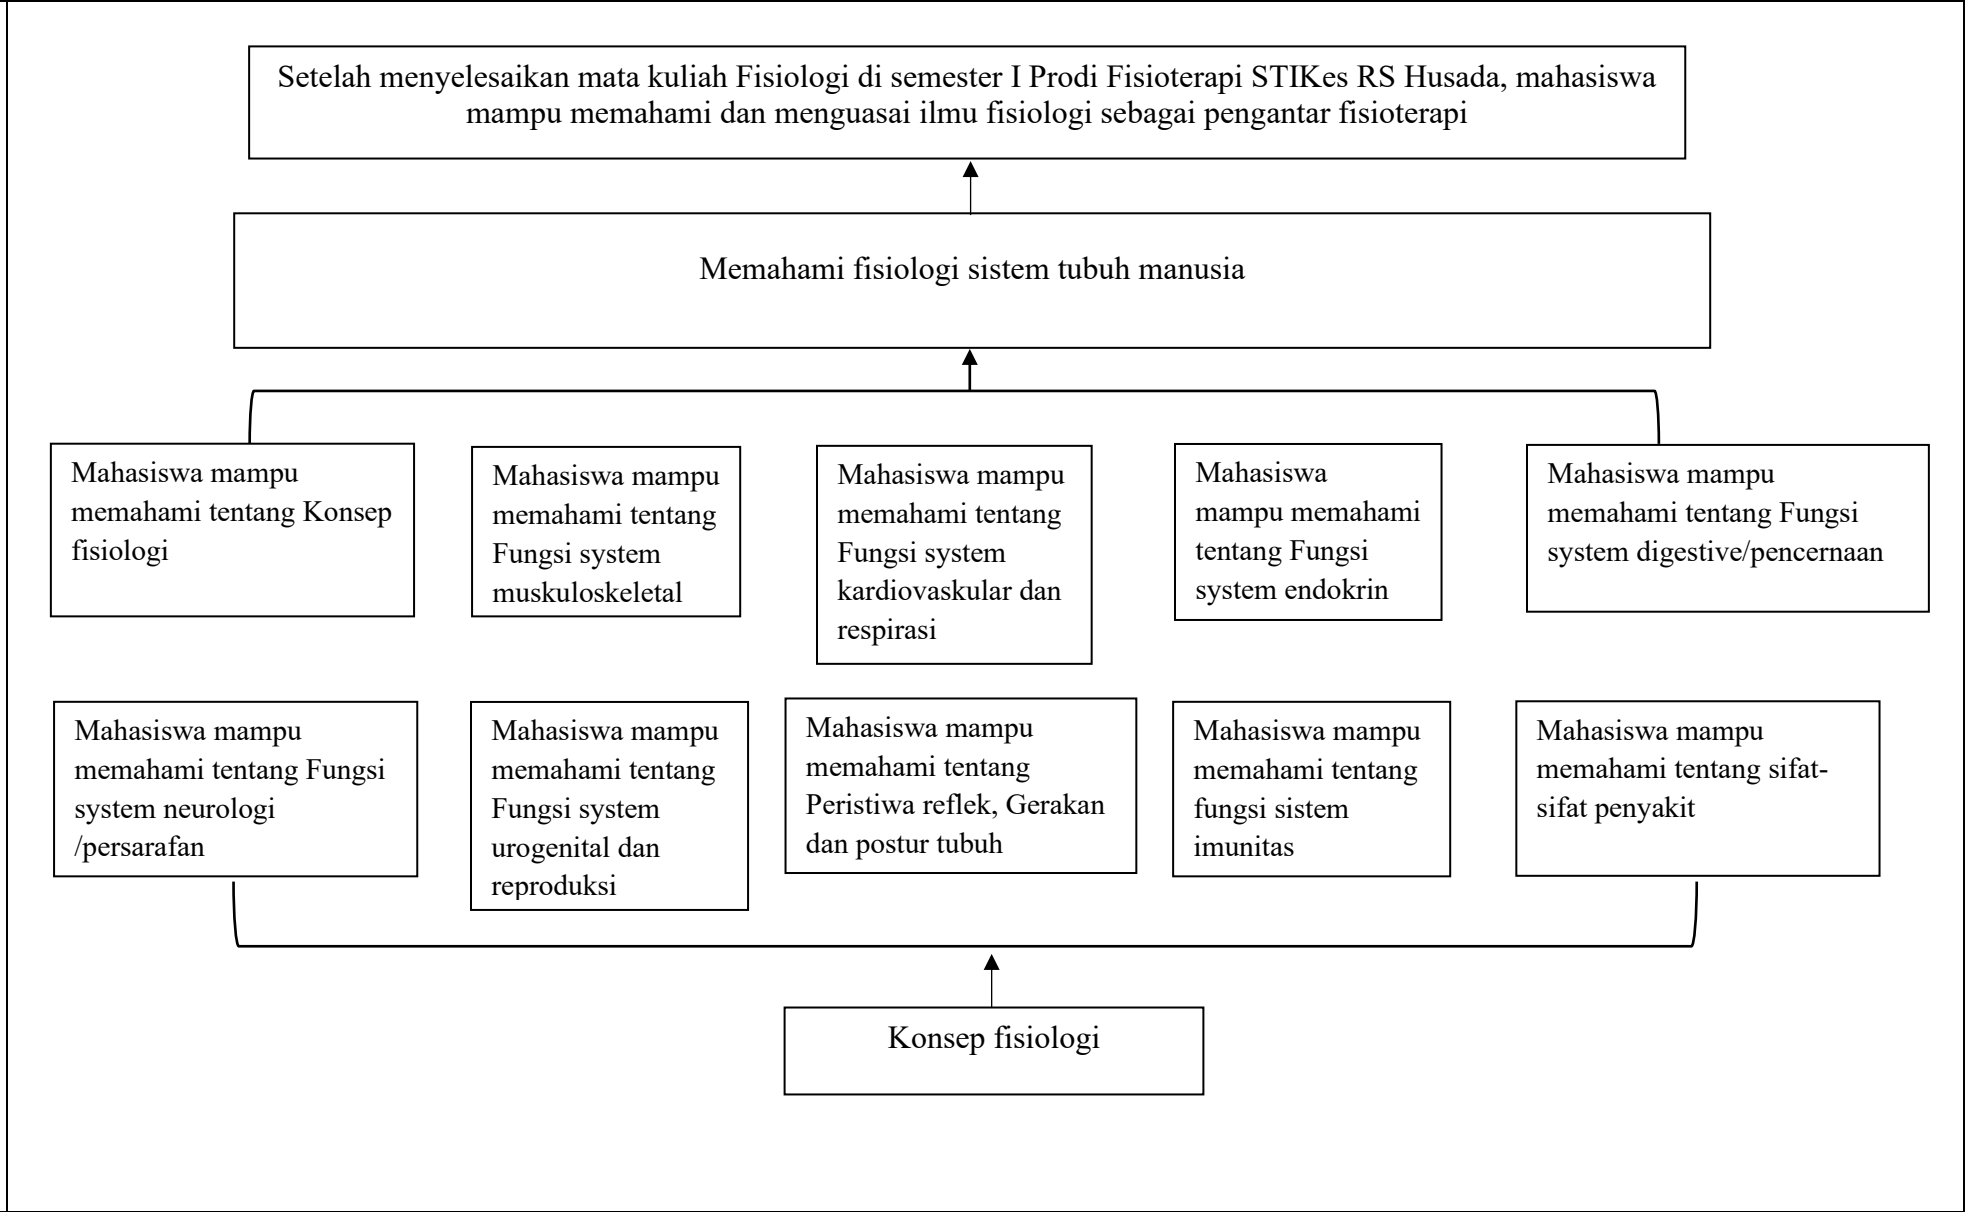 Setelah menyelesaikan mata kuliah Fisiologi di semester I Prodi Fisioterapi STIKes RS Husada, mahasiswa
mampu memahami dan menguasai ilmu fisiologi sebagai pengantar fisioterapi
Memahami fisiologi sistem tubuh manusia
Mahasiswa mampu
memahami tentang Konsep
fisiologi
Mahasiswa mampu
memahami tentang
Fungsi system
muskuloskeletal
Mahasiswa mampu
memahami tentang
Fungsi system
kardiovaskular dan
respirasi
Mahasiswa
mampu memahami
tentang Fungsi
system endokrin
Mahasiswa mampu
memahami tentang Fungsi
system digestive/pencernaan
Mahasiswa mampu
memahami tentang Fungsi
system neurologi
/persarafan
Mahasiswa mampu
memahami tentang
Fungsi system
urogenital dan
reproduksi
Mahasiswa mampu
memahami tentang
Peristiwa reflek, Gerakan
dan postur tubuh
Mahasiswa mampu
memahami tentang
fungsi sistem
imunitas
Mahasiswa mampu
memahami tentang sifat-
sifat penyakit
Konsep fisiologi